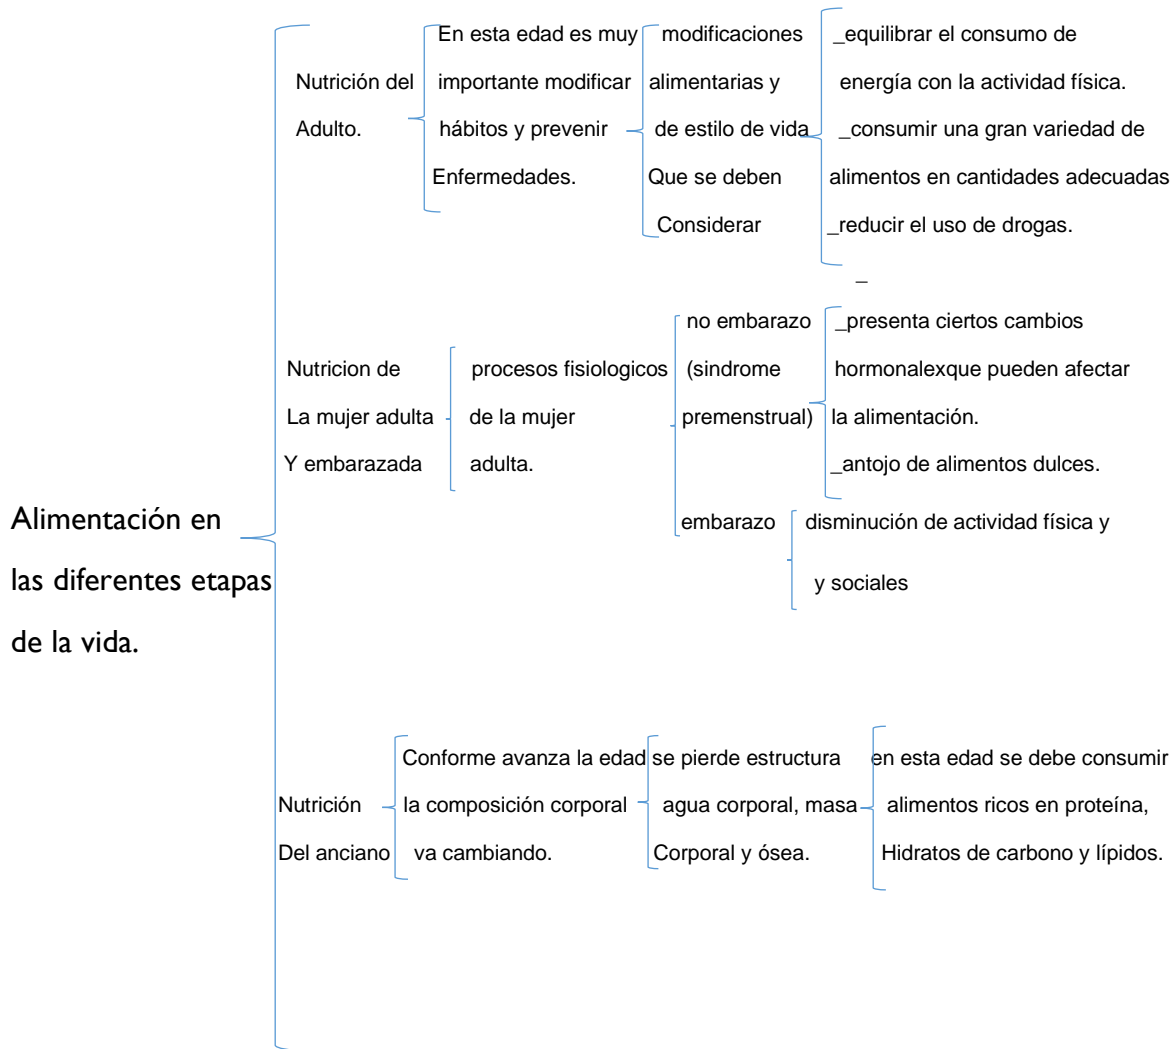 Alimentación en
las diferentes etapas
de la vida.
Nutrición del
Adulto.
En esta edad es muy
importante modificar
hábitos y prevenir
Enfermedades.
modificaciones
alimentarias y
de estilo de vida
Que se deben
Considerar
_equilibrar el consumo de
energía con la actividad física.
_consumir una gran variedad de
alimentos en cantidades adecuadas
_reducir el uso de drogas.
_
Nutricion de
La mujer adulta
Y embarazada
procesos fisiologicos
de la mujer
adulta.
no embarazo
(sindrome
premenstrual)
_presenta ciertos cambios
hormonalexque pueden afectar
la alimentación.
_antojo de alimentos dulces.
embarazo
disminución de actividad física y
y sociales
Nutrición
Del anciano
Conforme avanza la edad
la composición corporal
va cambiando.
se pierde estructura
agua corporal, masa
Corporal y ósea.
en esta edad se debe consumir
alimentos ricos en proteína,
Hidratos de carbono y lípidos.